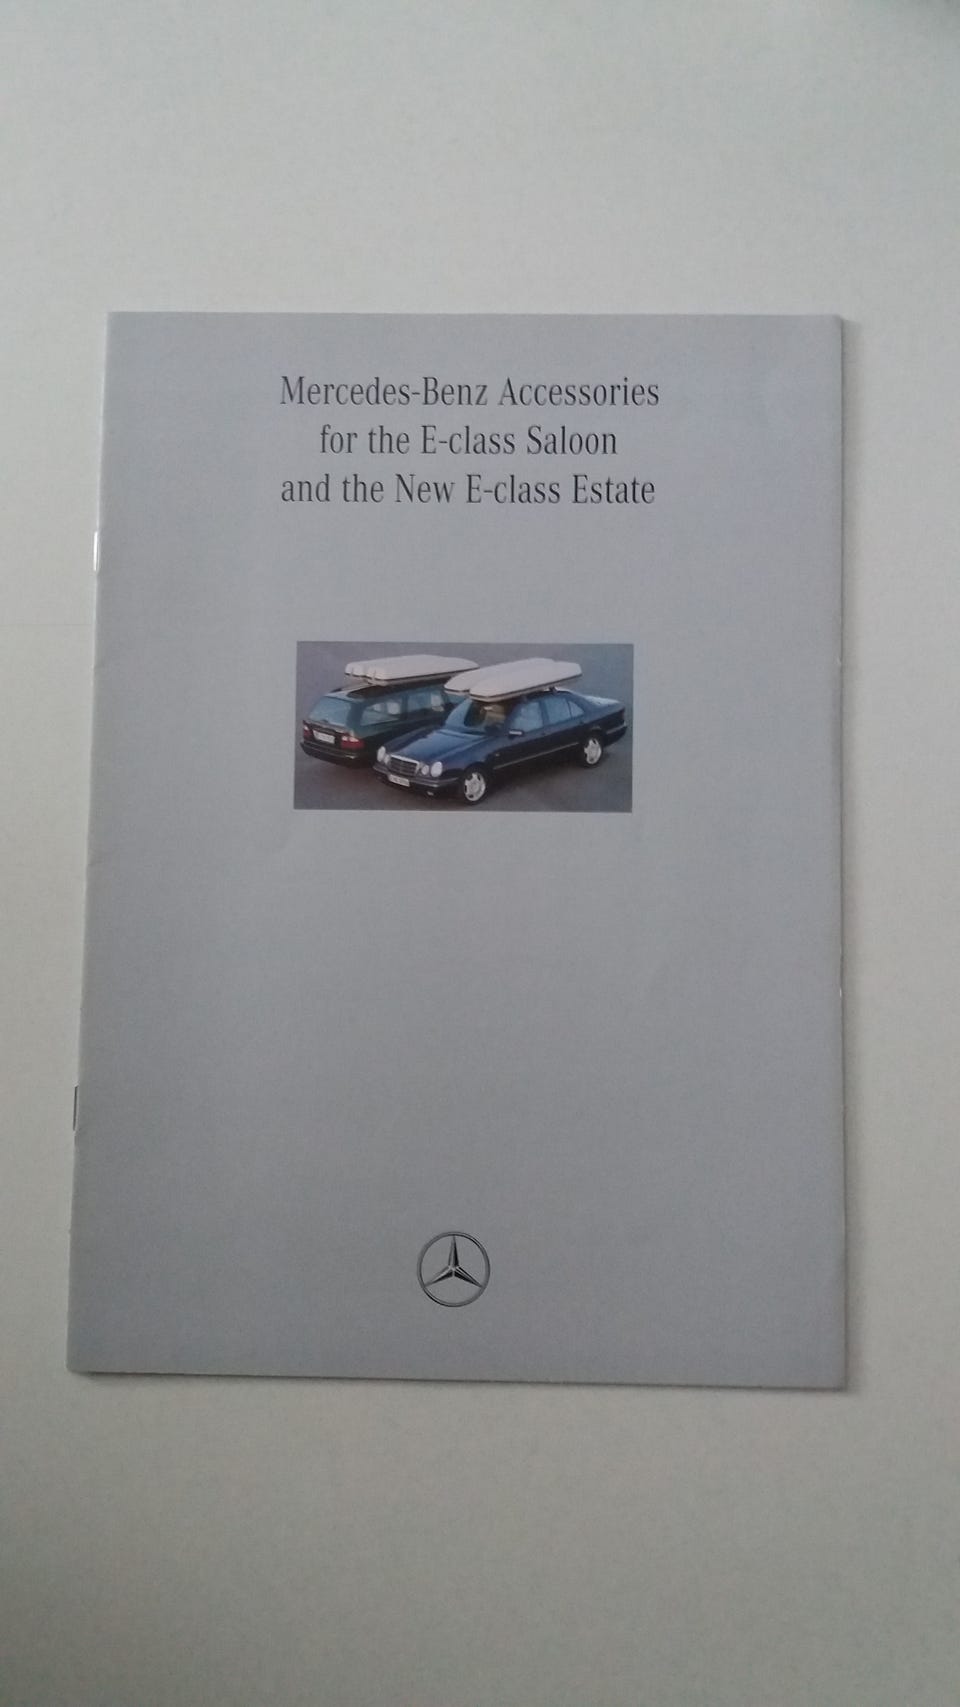 Mercedes-Benz Accessories
for the E-class Saloon
and the New E-class Estate